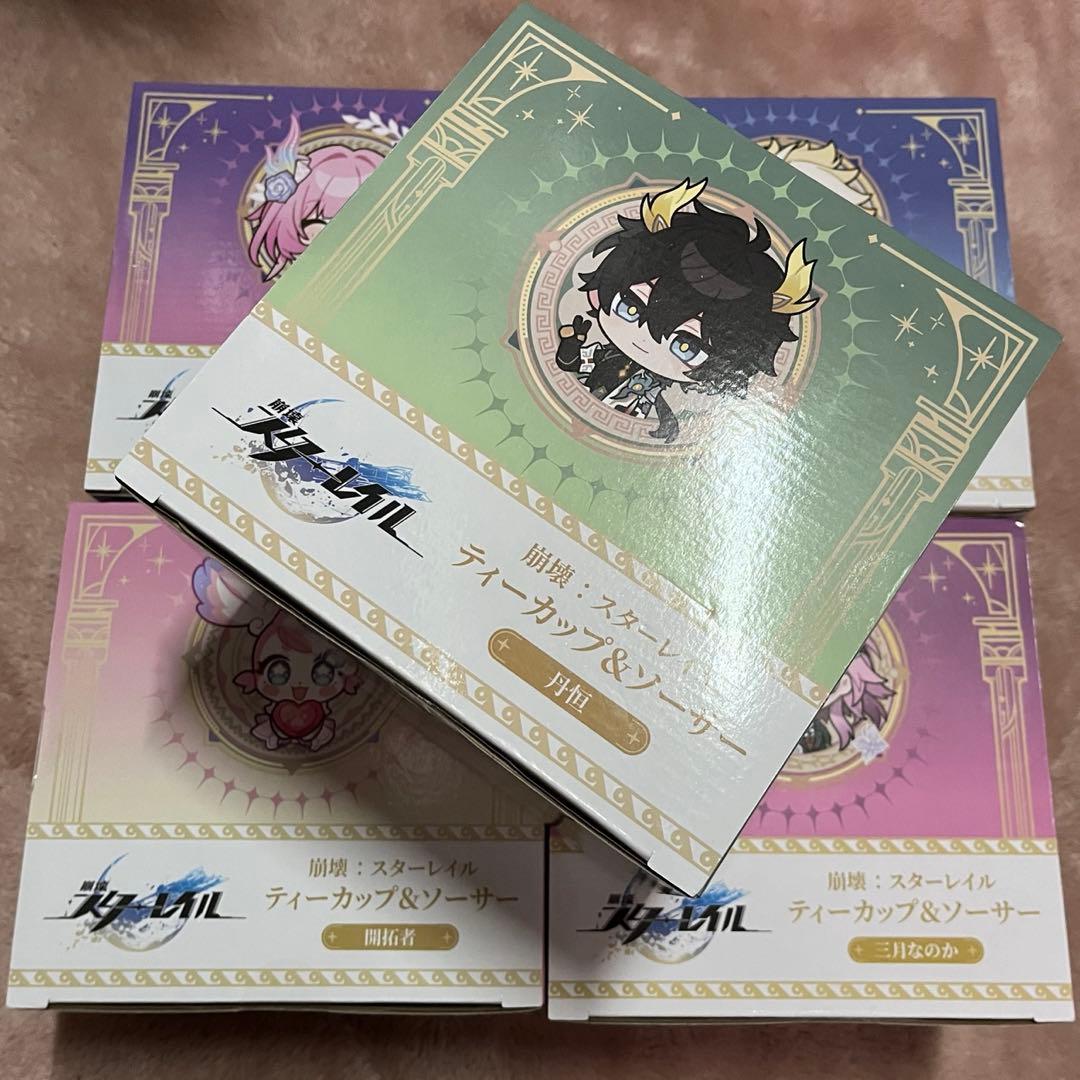 崩壊
スターレイル
崩壊：スターレイル
ティーカップ&ソーサー
丹恒
崩壊
スターレイル
崩壊：スターレイル
ティーカップ&ソーサー
開拓者
崩壊
スターレイル
崩壊：スターレイル
ティーカップ&ソーサー
三月なのか